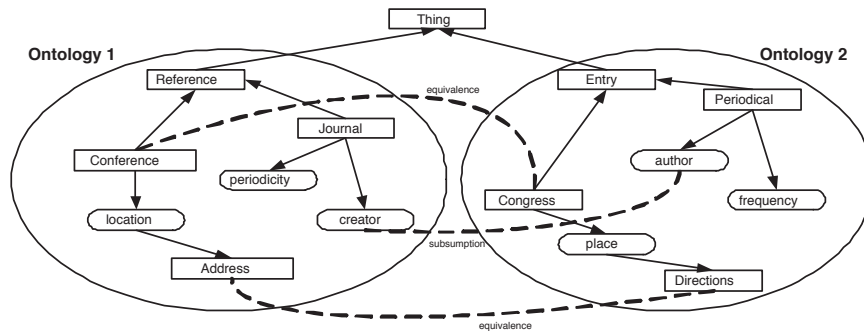 Thing
Ontology 1
Ontology 2
Reference
Entry
equivalence
Periodical
Journal
Conference
author
periodicity
Congress
frequency
location
creator
subsumption
place
Address
Directions
equivalence